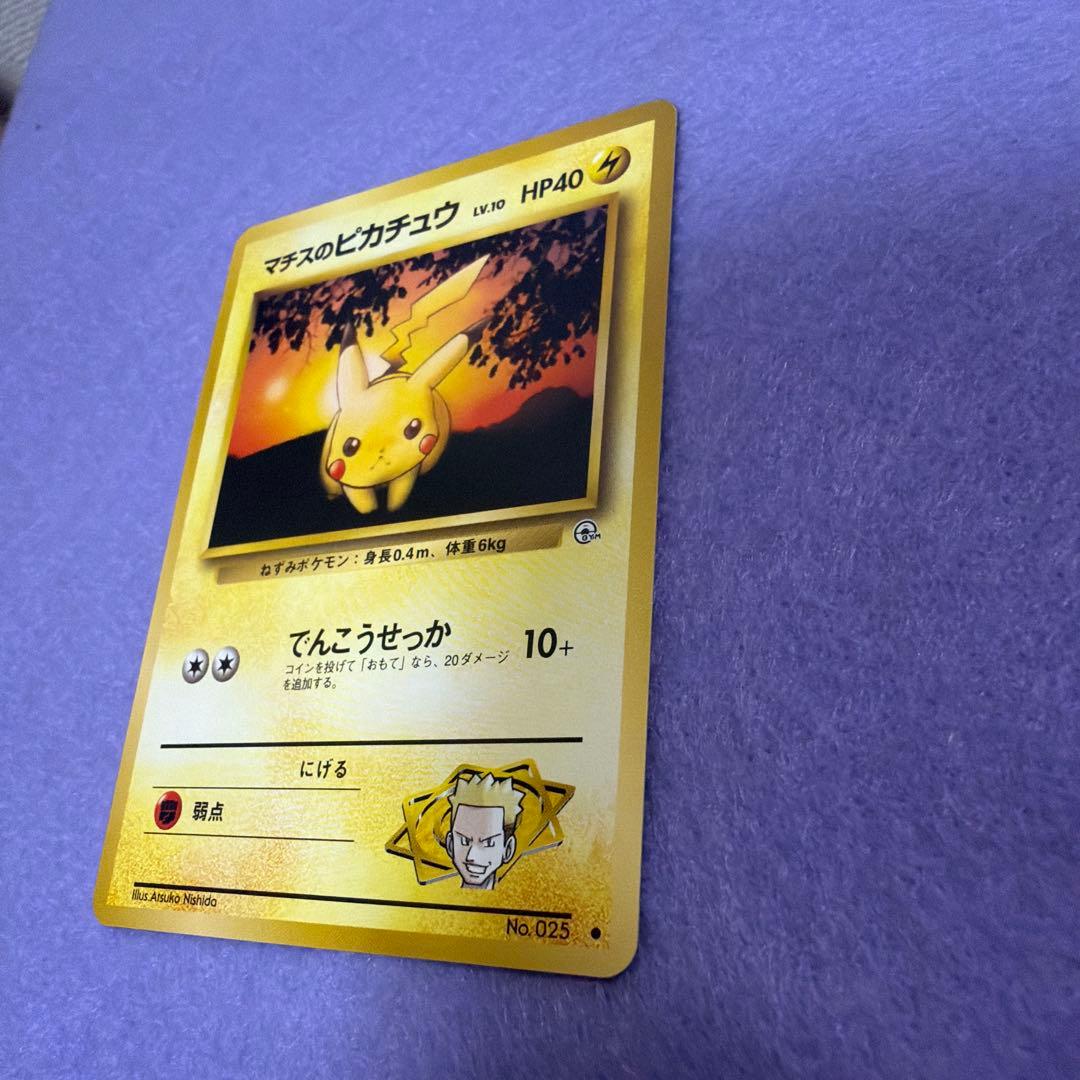 マチスのピカチュウ LV.10 HP40
GYM
ねずみポケモン：身長0.4m、体重6kg
でんこうせっか 10+
コインを投げて「おもて」なら、20ダメージ
を追加する。
にげる
弱点
Illus.Atsuko Nishida
No. 025 ●